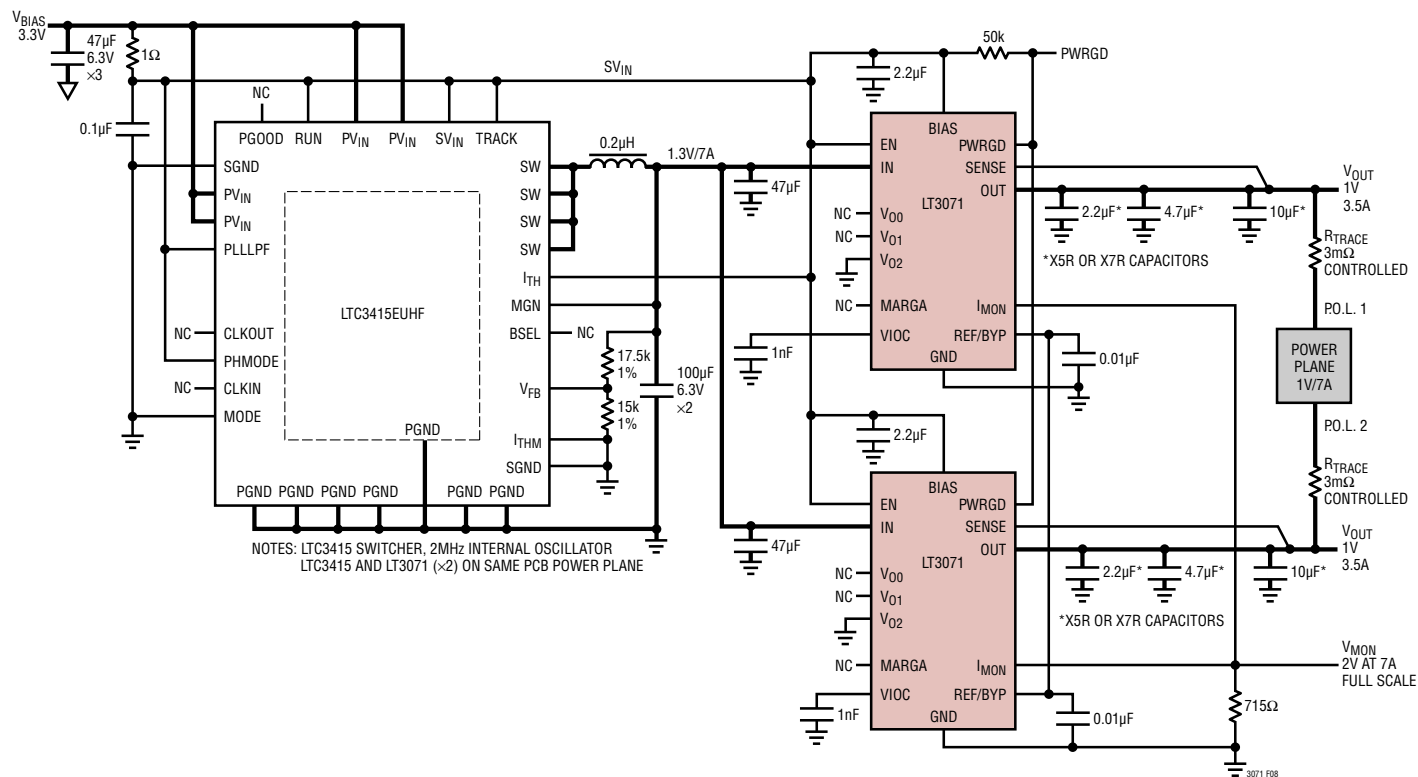 VBIAS
3.3V
47µF
6.3V
×3
1Ω
0.1µF
SVIN
NC
PGOOD RUN PVIN PVIN SVIN TRACK
SGND
PVIN
PVIN
PLLLPF
NC CLKOUT
PHMODE
NC CLKIN
MODE
LTC3415EUHF
PGND
SW
SW
SW
SW
ITH
MGN
BSEL NC
VFB
ITHM
SGND
PGND PGND PGND PGND PGND PGND
0.2µH
1.3V/7A
17.5k
1%
15k
1%
100µF
6.3V
×2
NOTES: LTC3415 SWITCHER, 2MHz INTERNAL OSCILLATOR
LTC3415 AND LT3071 (×2) ON SAME PCB POWER PLANE
2.2µF
50k
PWRGD
47µF
BIAS
EN
IN
NC VO0
NC VO1
VO2
NC MARGA
VIOC
1nF
LT3071
PWRGD
SENSE
OUT
IMON
REF/BYP
GND
0.01µF
2.2µF* 4.7µF* 10µF*
*X5R OR X7R CAPACITORS
VOUT
1V
3.5A
RTRACE
3mΩ
CONTROLLED
P.O.L. 1
POWER
PLANE
1V/7A
P.O.L. 2
RTRACE
3mΩ
CONTROLLED
2.2µF
47µF
BIAS
EN
IN
NC VO0
NC VO1
VO2
NC MARGA
VIOC
1nF
LT3071
PWRGD
SENSE
OUT
IMON
REF/BYP
GND
0.01µF
2.2µF* 4.7µF* 10µF*
*X5R OR X7R CAPACITORS
VOUT
1V
3.5A
VMON
2V AT 7A
FULL SCALE
715Ω
3071 F08